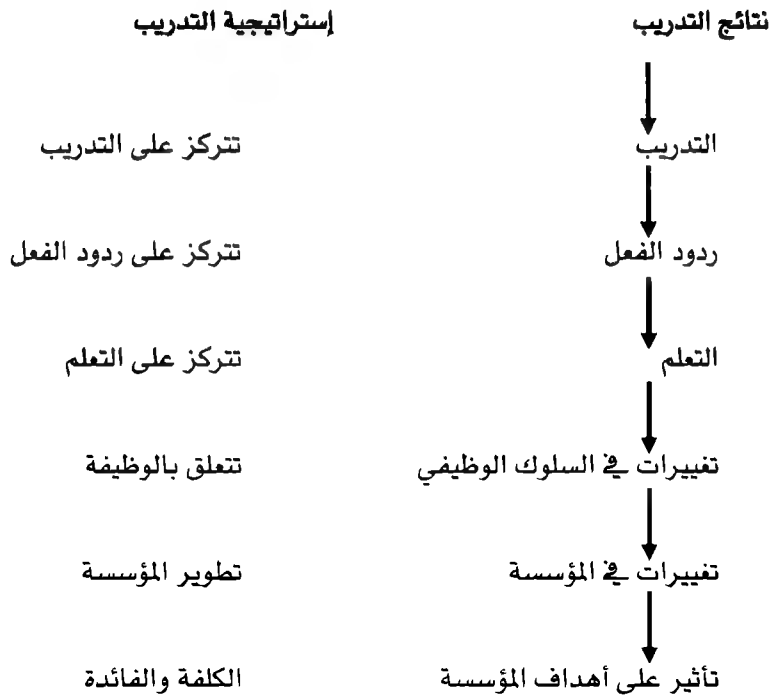 نتائج التدريب إستراتيجية التدريب
التدريب تتركز على التدريب
ردود الفعل تتركز على ردود الفعل
التعلم تتركز على التعلم
تغييرات في السلوك الوظيفي تتعلق بالوظيفة
تغييرات في المؤسسة تطوير المؤسسة
تأثير على أهداف المؤسسة الكلفة والفائدة